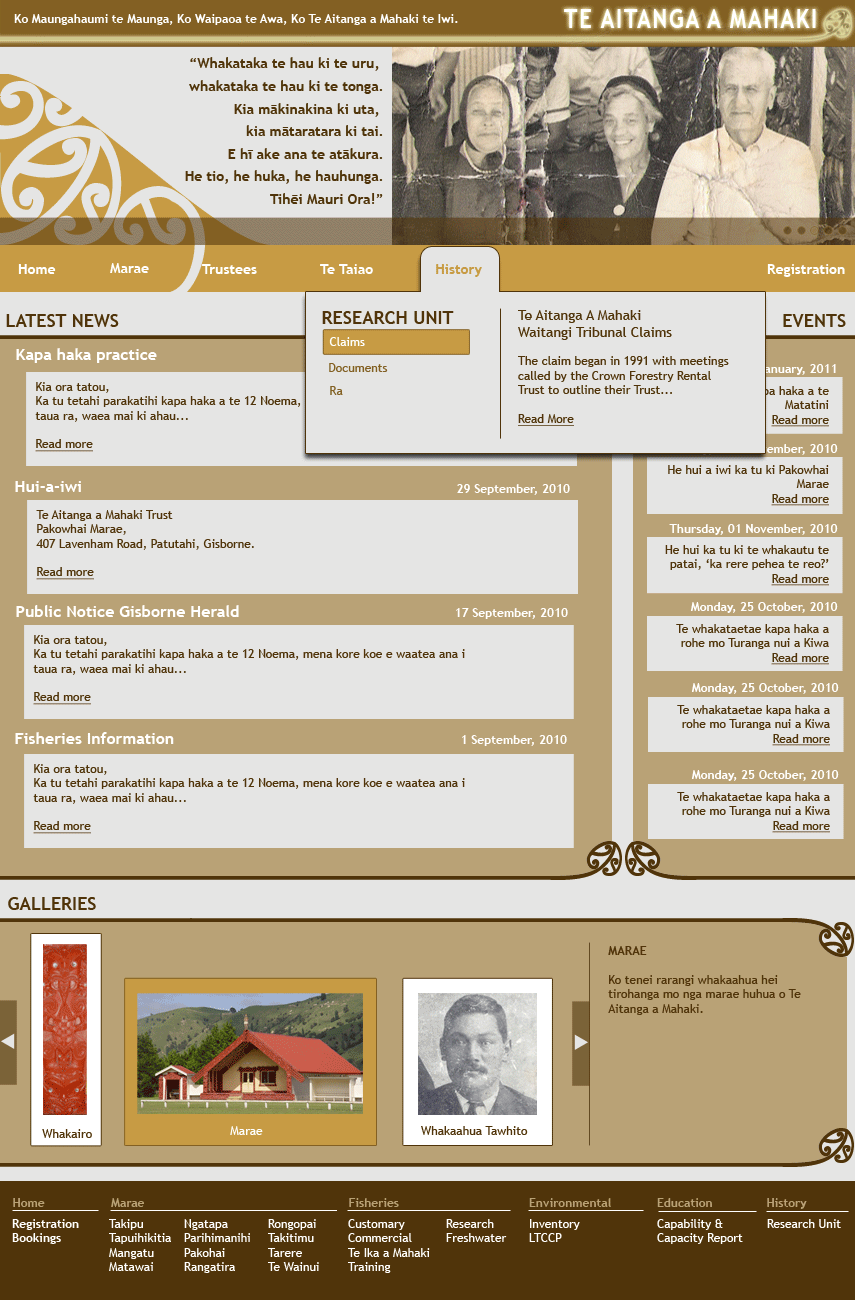 Ko Maungahaumi te Maunga, Ko Waipaoa te Awa, Ko Te Aitanga a Mahaki te Iwi.
TE AITANGA A MAHAKI
“Whakataka te hau ki te uru,
whakataka te hau ki te tonga.
Kia mākinakina ki uta,
kia mātaratara ki tai.
E hī ake ana te atākura.
He tio, he huka, he hauhunga.
Tihēi Mauri Ora!”
Home
Marae
Trustees
Te Taiao
History
Registration
RESEARCH UNIT
Claims
Documents
Ra
Te Aitanga A Mahaki
Waitangi Tribunal Claims
The claim began in 1991 with meetings
called by the Crown Forestry Rental
Trust to outline their Trust...
Read More
LATEST NEWS
Kapa haka practice
Kia ora tatou,
Ka tu tetahi parakatihi kapa haka a te 12 Noema,
taua ra, waea mai ki ahau...
Read more
Hui-a-iwi
29 September, 2010
Te Aitanga a Mahaki Trust
Pakowhai Marae,
407 Lavenham Road, Patutahi, Gisborne.
Read more
Public Notice Gisborne Herald
17 September, 2010
Kia ora tatou,
Ka tu tetahi parakatihi kapa haka a te 12 Noema, mena kore koe e waatea ana i
taua ra, waea mai ki ahau...
Read more
Fisheries Information
1 September, 2010
Kia ora tatou,
Ka tu tetahi parakatihi kapa haka a te 12 Noema, mena kore koe e waatea ana i
taua ra, waea mai ki ahau...
Read more
EVENTS
anuary, 2011
haka a te
Matatini
Read more
ember, 2010
He hui a iwi ka tu ki Pakowhai
Marae
Read more
Thursday, 01 November, 2010
He hui ka tu ki te whakautu te
patai, ‘ka rere pehea te reo?’
Read more
Monday, 25 October, 2010
Te whakataetae kapa haka a
rohe mo Turanga nui a Kiwa
Read more
Monday, 25 October, 2010
Te whakataetae kapa haka a
rohe mo Turanga nui a Kiwa
Read more
Monday, 25 October, 2010
Te whakataetae kapa haka a
rohe mo Turanga nui a Kiwa
Read more
GALLERIES
Whakairo
Marae
Whakaahua Tawhito
MARAE
Ko tenei rarangi whakaahua hei
tirohanga mo nga marae huhua o Te
Aitanga a Mahaki.
Home
Registration
Bookings
Marae
Takipu
Tapuihikitia
Mangatu
Matawai
Ngatapa
Parihimanihi
Pakohai
Rangatira
Rongopai
Takitimu
Tarere
Te Wainui
Fisheries
Customary
Commercial
Te Ika a Mahaki
Training
Research
Freshwater
Environmental
Inventory
LTCCP
Education
Capability &
Capacity Report
History
Research Unit